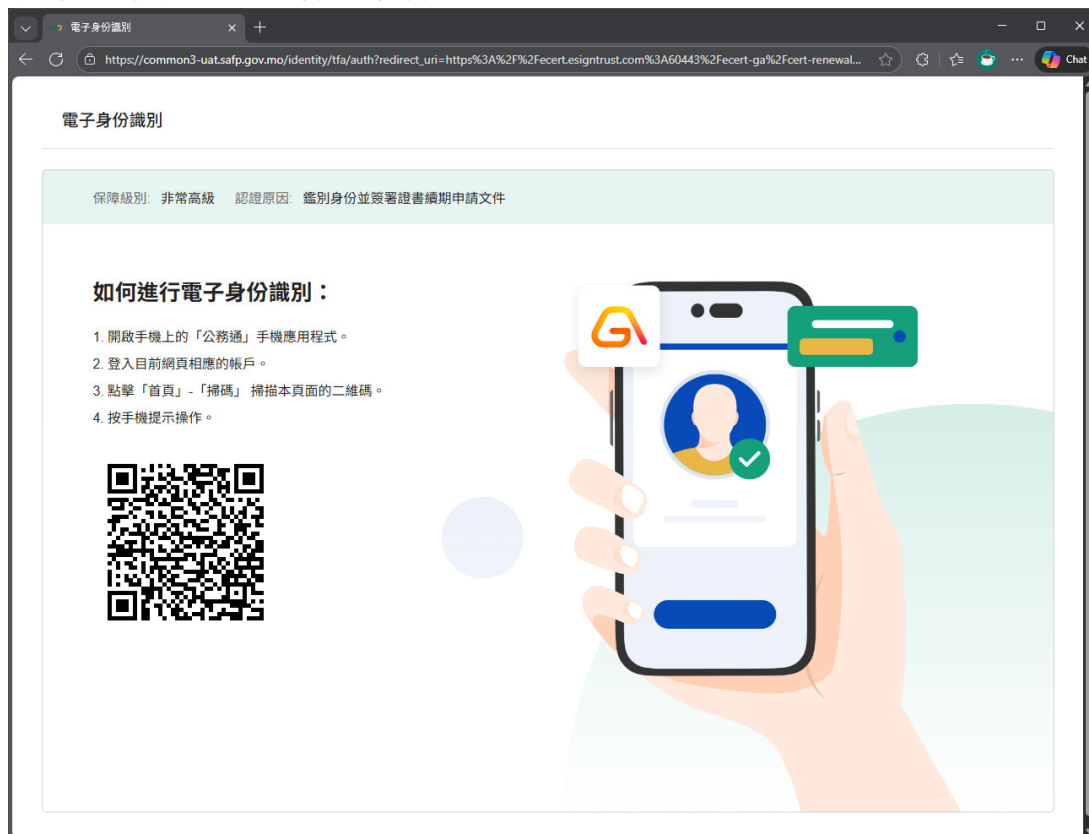 電子身份識別
https://common3-uat.safp.gov.mo/identity/tfa/auth?redirect_uri=https%3A%2F%2Fecert.esigntrust.com%3A60443%2Fecert-ga%2Fcert-renewal...
Chat
電子身份識別
保障級別: 非常高級 認證原因: 鑑別身份並簽署證書續期申請文件
如何進行電子身份識別：
1. 開啟手機上的「公務通」手機應用程式。
2. 登入目前網頁相應的帳戶。
3. 點擊「首頁」-「掃碼」 掃描本頁面的二維碼。
4. 按手機提示操作。